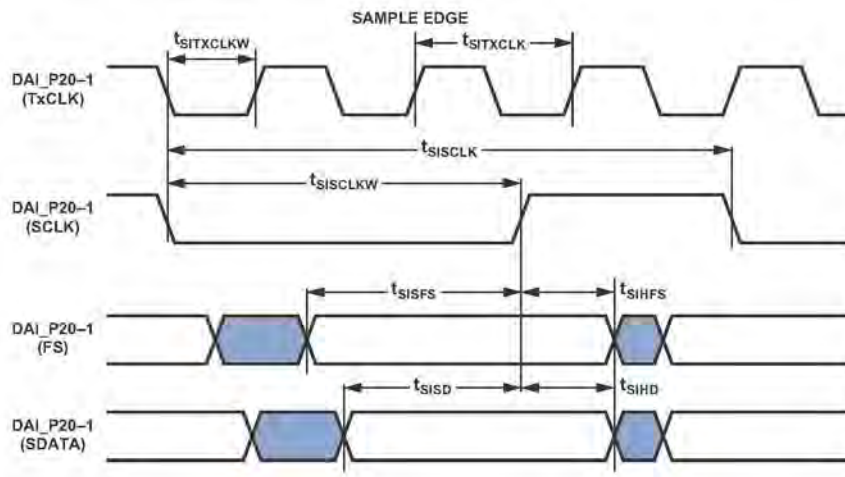 SAMPLE EDGE
tSITXCLKW
tSITXCLK
DAI_P20–1
(TxCLK)
tSISCLK
tSISCLKW
DAI_P20–1
(SCLK)
tSISFS
tSIHFS
DAI_P20–1
(FS)
tSISD
tSIHD
DAI_P20–1
(SDATA)